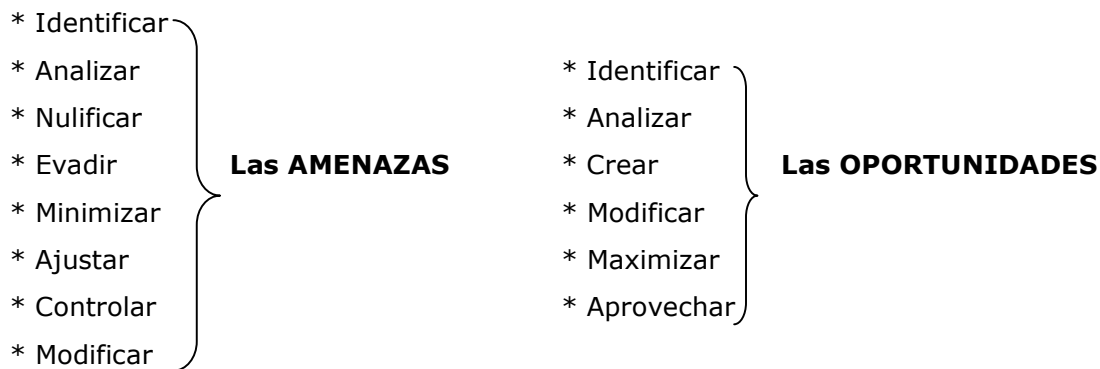 * Identificar
* Analizar
* Nulificar
* Evadir
* Minimizar
* Ajustar
* Controlar
* Modificar
Las AMENAZAS
* Identificar
* Analizar
* Crear
* Modificar
* Maximizar
* Aprovechar
Las OPORTUNIDADES